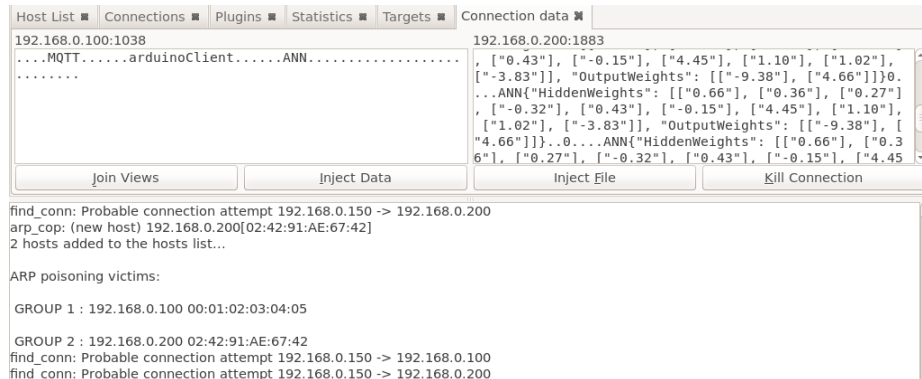 Host List ✖ Connections ✖ Plugins ✖ Statistics ✖ Targets ✖ Connection data ✖
192.168.0.100:1038
....MQTT......arduinoClient......ANN...................
........
192.168.0.200:1883
, ["0.43"], ["-0.15"], ["4.45"], ["1.10"], ["1.02"],
["-3.83"]], "OutputWeights": [["-9.38"], ["4.66"]]}0.
...ANN{"HiddenWeights": [["0.66"], ["0.36"], ["0.27"]
, ["-0.32"], ["0.43"], ["-0.15"], ["4.45"], ["1.10"],
["1.02"], ["-3.83"]], "OutputWeights": [["-9.38"], [
"4.66"]]}..0....ANN{"HiddenWeights": [["0.66"], ["0.3
6"], ["0.27"], ["-0.32"], ["0.43"], ["-0.15"], ["4.45
Join Views
Inject Data
Inject File
Kill Connection
find_conn: Probable connection attempt 192.168.0.150 -> 192.168.0.200
arp_cop: (new host) 192.168.0.200[02:42:91:AE:67:42]
2 hosts added to the hosts list...
ARP poisoning victims:
GROUP 1 : 192.168.0.100 00:01:02:03:04:05
GROUP 2 : 192.168.0.200 02:42:91:AE:67:42
find_conn: Probable connection attempt 192.168.0.150 -> 192.168.0.100
find_conn: Probable connection attempt 192.168.0.150 -> 192.168.0.200